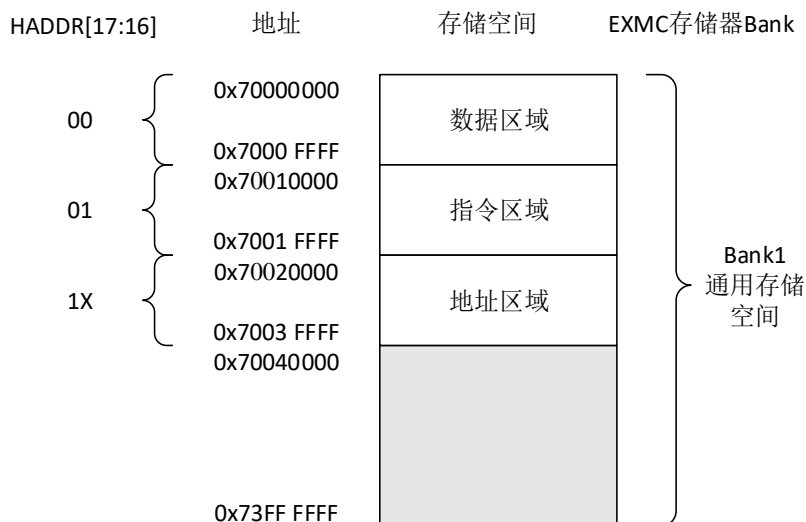 HADDR[17:16] 地址 存储空间 EXMC存储器Bank
0x70000000
00 数据区域
0x7000 FFFF
0x70010000
01 指令区域
0x7001 FFFF
0x70020000
1X 地址区域
0x7003 FFFF
0x70040000
Bank1
通用存储
空间
0x73FF FFFF